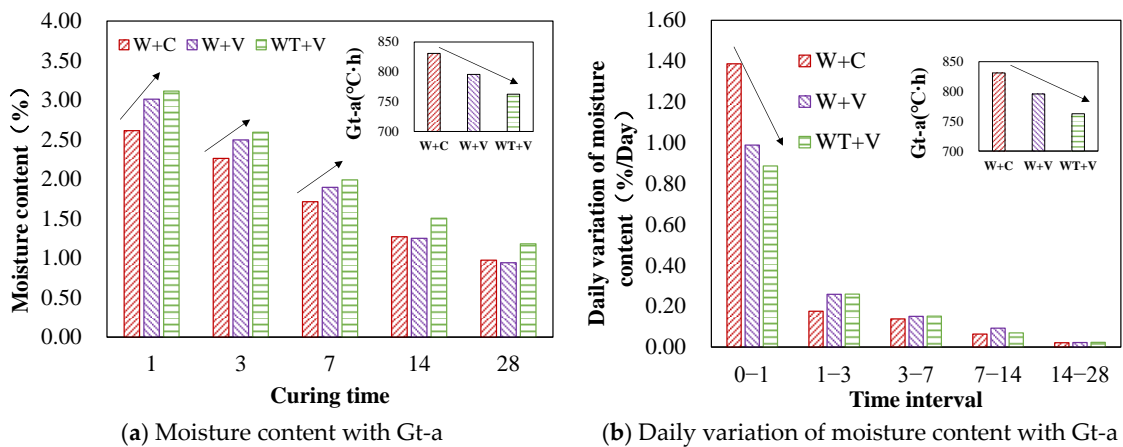 4.00
3.50
3.00
2.50
2.00
1.50
1.00
0.50
0.00
Moisture content（%）
W+C W+V WT+V
850
800
750
700
Gt-a(°C·h)
W+C W+V WT+V
1 3 7 14 28
Curing time
(a) Moisture content with Gt-a
1.60
1.40
1.20
1.00
0.80
0.60
0.40
0.20
0.00
Daily variation of moisture
content（%/Day）
W+C
W+V
WT+V
850
800
750
700
Gt-a(°C·h)
W+C W+V WT+V
0−1 1−3 3−7 7−14 14−28
Time interval
(b) Daily variation of moisture content with Gt-a